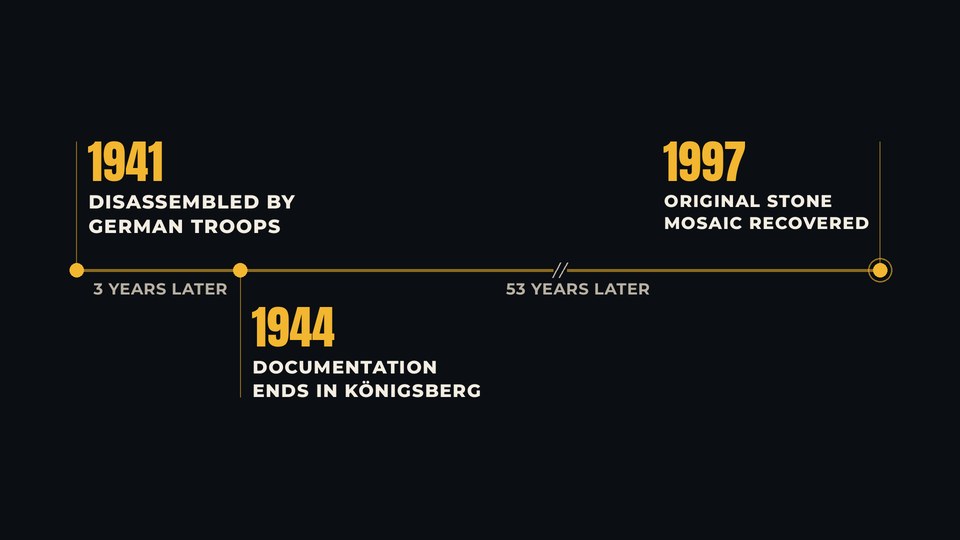 1941
DISASSEMBLED BY
GERMAN TROOPS
1997
ORIGINAL STONE
MOSAIC RECOVERED
3 YEARS LATER
53 YEARS LATER
1944
DOCUMENTATION
ENDS IN KÖNIGSBERG